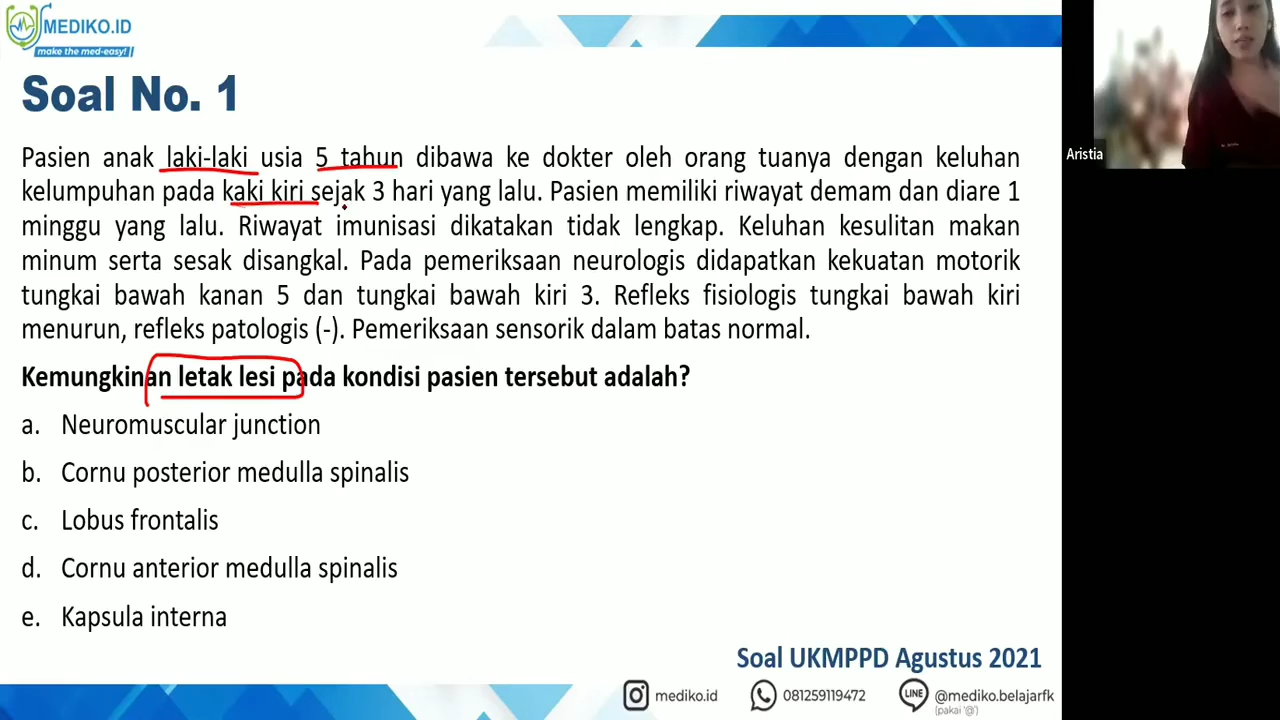 MEDIKO.ID
make the med-easy!
Soal No. 1
Pasien anak laki-laki usia 5 tahun dibawa ke dokter oleh orang tuanya dengan keluhan
kelumpuhan pada kaki kiri sejak 3 hari yang lalu. Pasien memiliki riwayat demam dan diare 1
minggu yang lalu. Riwayat imunisasi dikatakan tidak lengkap. Keluhan kesulitan makan
minum serta sesak disangkal. Pada pemeriksaan neurologis didapatkan kekuatan motorik
tungkai bawah kanan 5 dan tungkai bawah kiri 3. Refleks fisiologis tungkai bawah kiri
menurun, refleks patologis (-). Pemeriksaan sensorik dalam batas normal.
Kemungkinan letak lesi pada kondisi pasien tersebut adalah?
a. Neuromuscular junction
b. Cornu posterior medulla spinalis
c. Lobus frontalis
d. Cornu anterior medulla spinalis
e. Kapsula interna
Soal UKMPPD Agustus 2021
mediko.id
081259119472
LINE
@mediko.belajarfk
(pakai '@')
Aristia